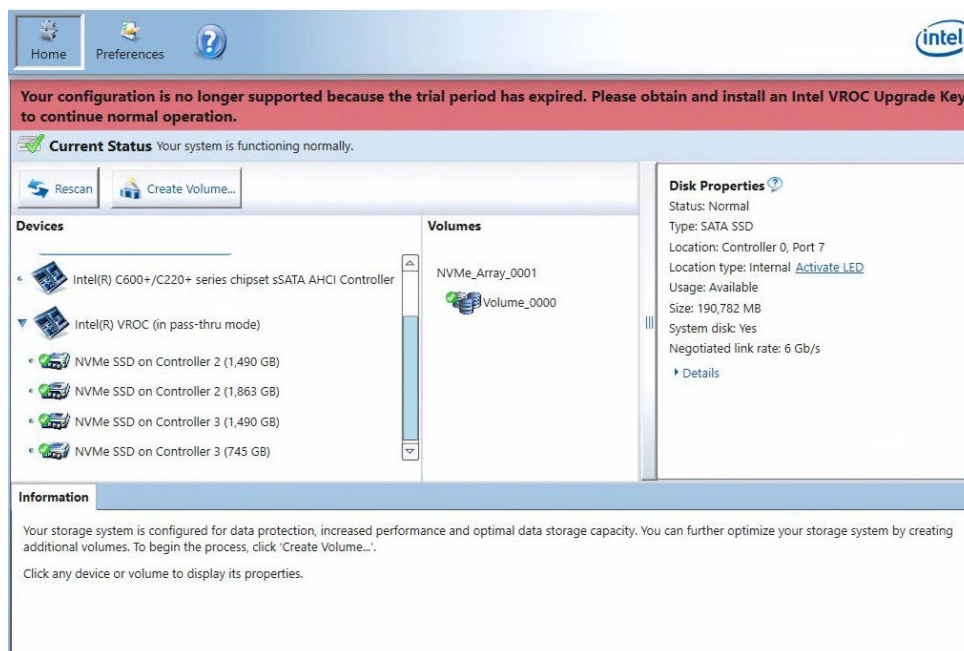 Home
Preferences
?
intel
Your configuration is no longer supported because the trial period has expired. Please obtain and install an Intel VROC Upgrade Key
to continue normal operation.
Current Status Your system is functioning normally.
Rescan
Create Volume...
Devices
Intel(R) C600+/C220+ series chipset sSATA AHCI Controller
Intel(R) VROC (in pass-thru mode)
NVMe SSD on Controller 2 (1,490 GB)
NVMe SSD on Controller 2 (1,863 GB)
NVMe SSD on Controller 3 (1,490 GB)
NVMe SSD on Controller 3 (745 GB)
Volumes
NVMe_Array_0001
Volume_0000
Disk Properties ?
Status: Normal
Type: SATA SSD
Location: Controller 0, Port 7
Location type: Internal Activate LED
Usage: Available
Size: 190,782 MB
System disk: Yes
Negotiated link rate: 6 Gb/s
Details
Information
Your storage system is configured for data protection, increased performance and optimal data storage capacity. You can further optimize your storage system by creating
additional volumes. To begin the process, click 'Create Volume...'.
Click any device or volume to display its properties.